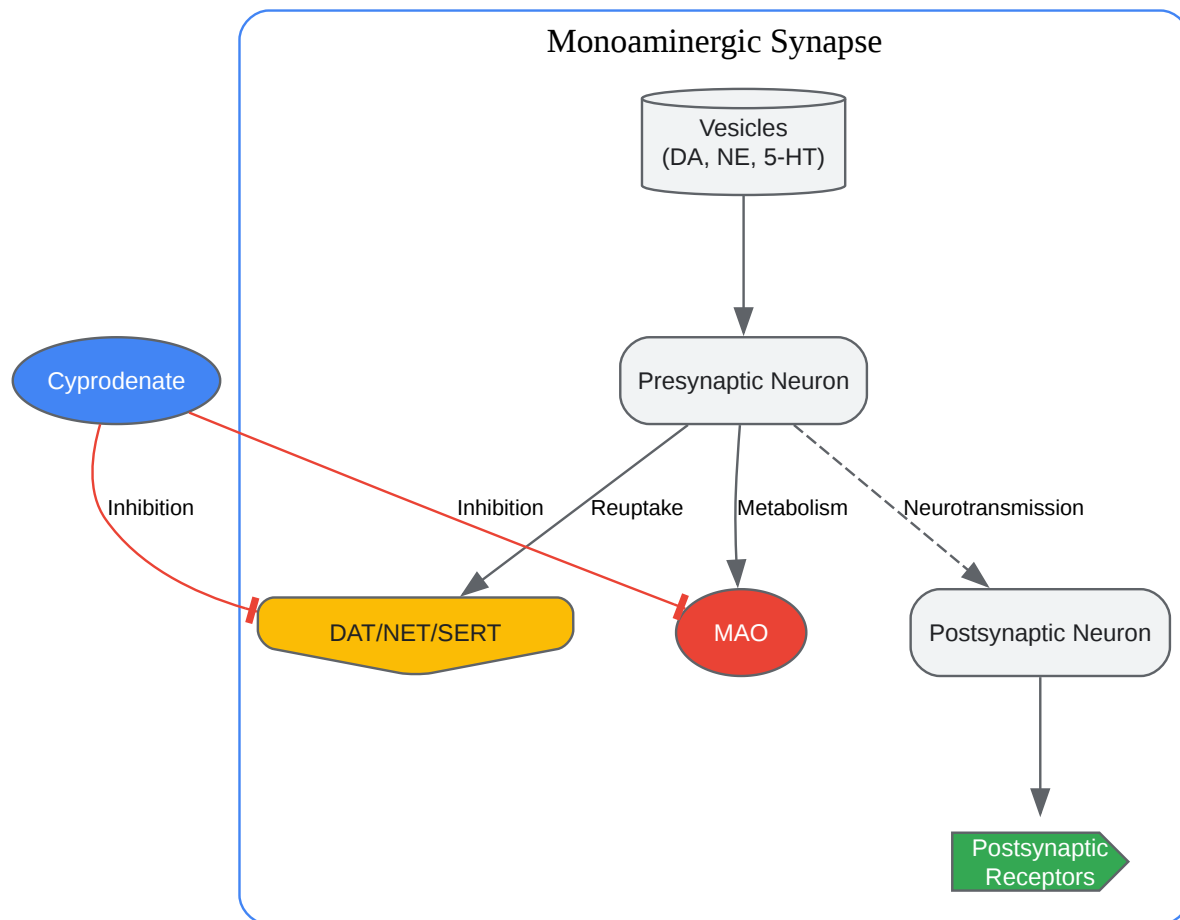 Monoaminergic Synapse
Vesicles
(DA, NE, 5-HT)
Cyprodenate
Presynaptic Neuron
Inhibition
Inhibition
Reuptake
Metabolism
Neurotransmission
DAT/NET/SERT
MAO
Postsynaptic Neuron
Postsynaptic
Receptors